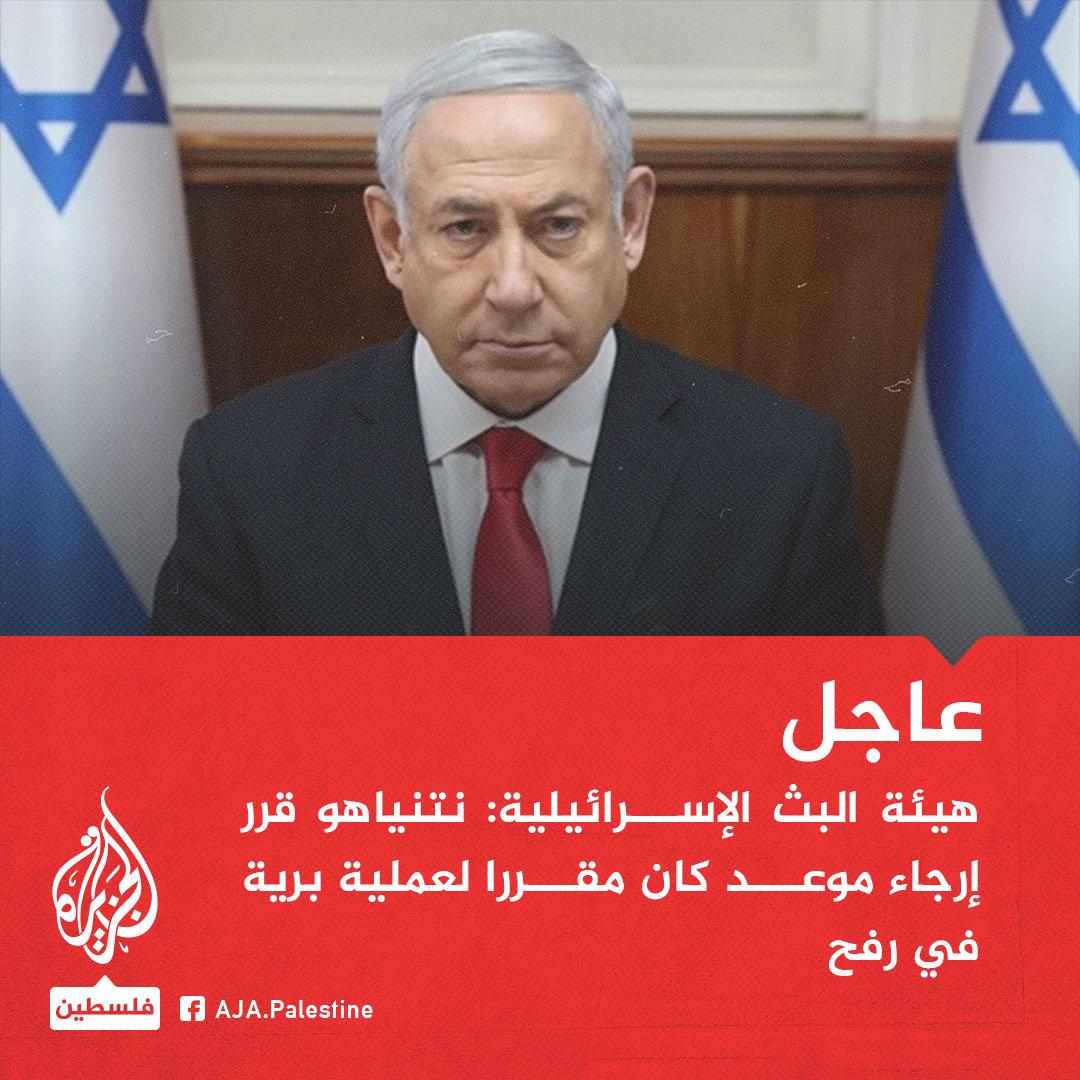 عاجل
هيئة البث الإسرائيلية: نتنياهو قرر
إرجاء موعد كان مقررا لعملية برية
في رفح
الجزيرة
فلسطين
AJA.Palestine